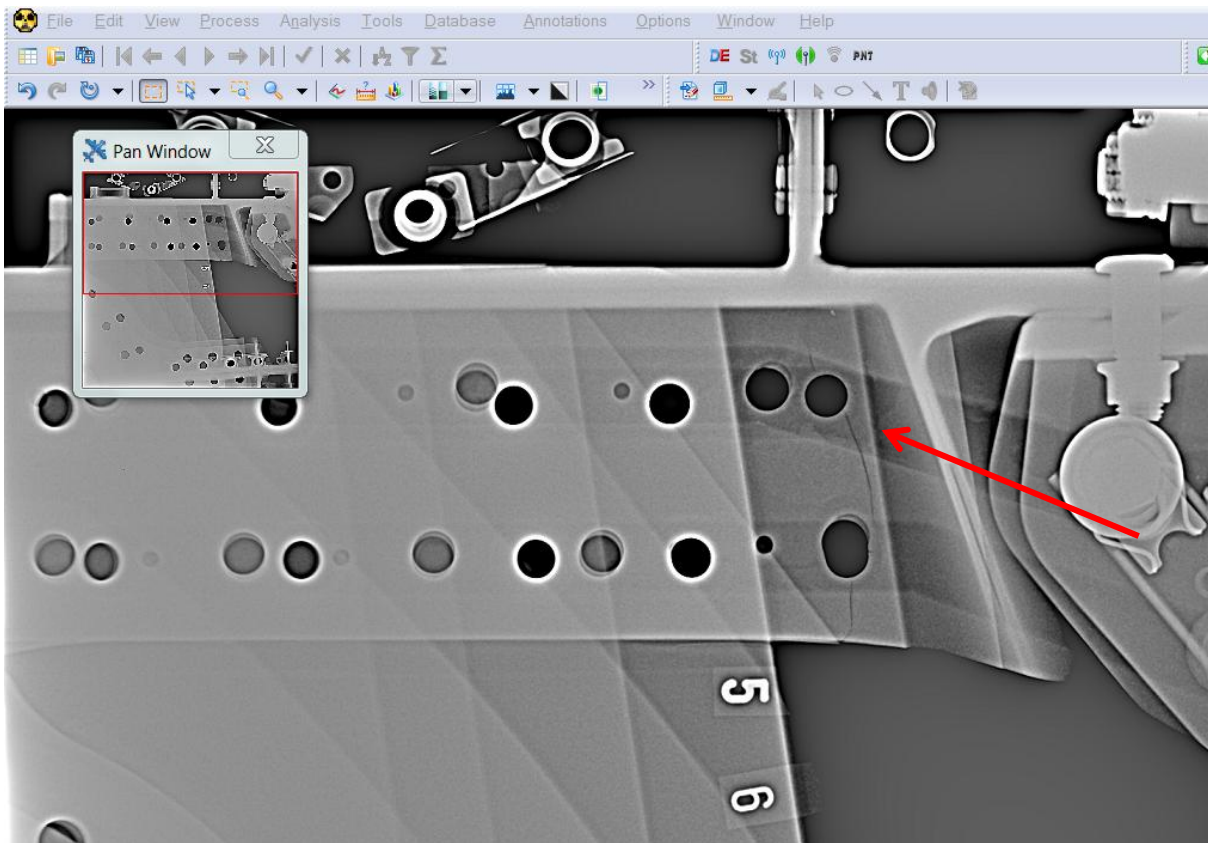 File Edit View Process Analysis Tools Database Annotations Options Window Help
DE St PNT
Pan Window
5
6